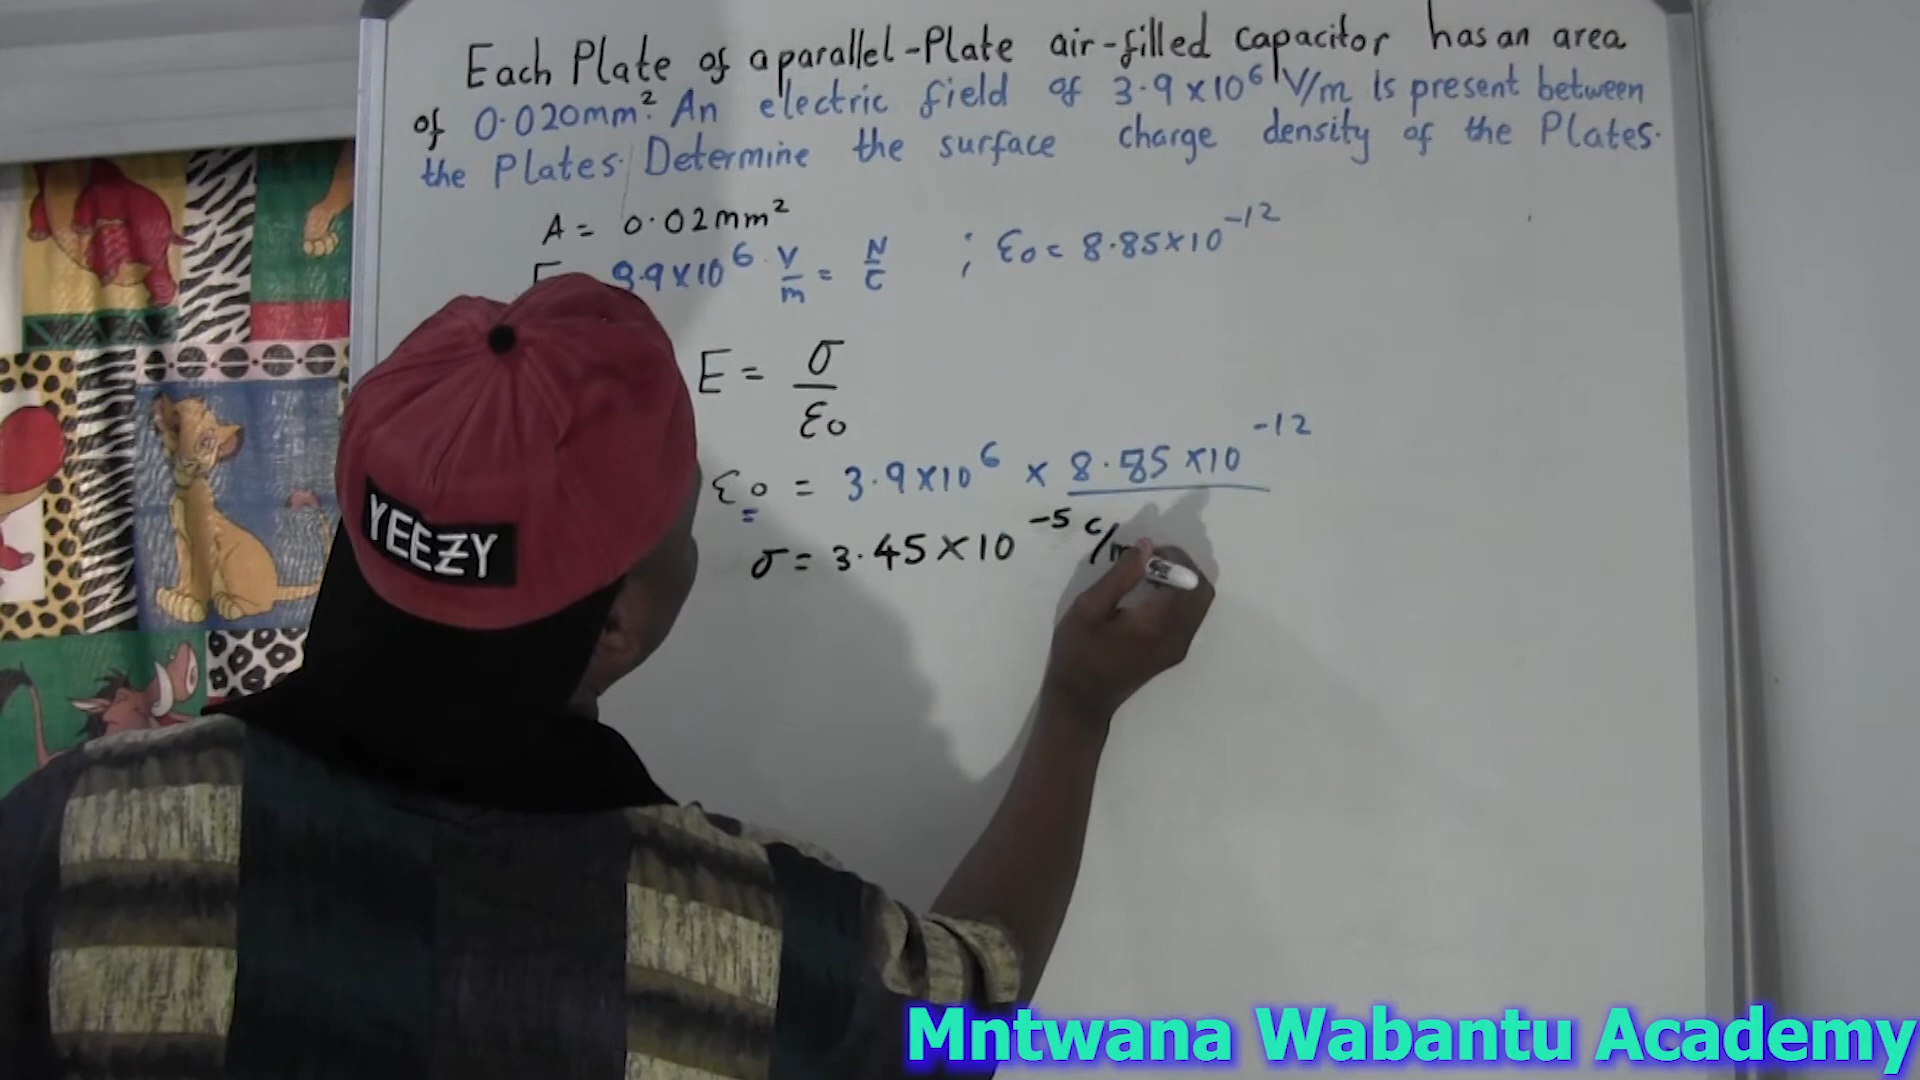 Each Plate of a parallel-Plate air-filled capacitor has an area
of 0.020mm². An electric field of 3.9×10⁶ V/m Is present between
the Plates. Determine the surface charge density of the Plates.
A = 0.02mm²
3.9×10⁶ · V/m = N/C ; ε₀ = 8.85×10⁻¹²
E = σ/ε₀
ε₀ = 3.9×10⁶ × 8.85×10⁻¹²
σ = 3.45×10⁻⁵ C/m
YEEZY
Mntwana Wabantu Academy